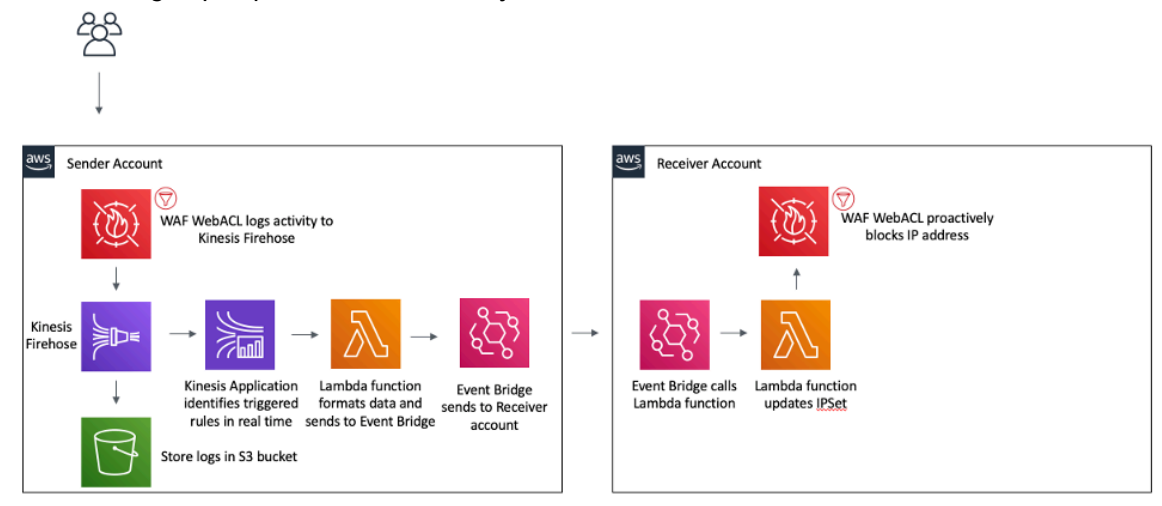 aws
Sender Account
WAF WebACL logs activity to
Kinesis Firehose
Kinesis
Firehose
Kinesis Application
identifies triggered
rules in real time
Lambda function
formats data and
sends to Event Bridge
Event Bridge
sends to Receiver
account
Store logs in S3 bucket
aws
Receiver Account
WAF WebACL proactively
blocks IP address
Event Bridge calls
Lambda function
Lambda function
updates IPSet